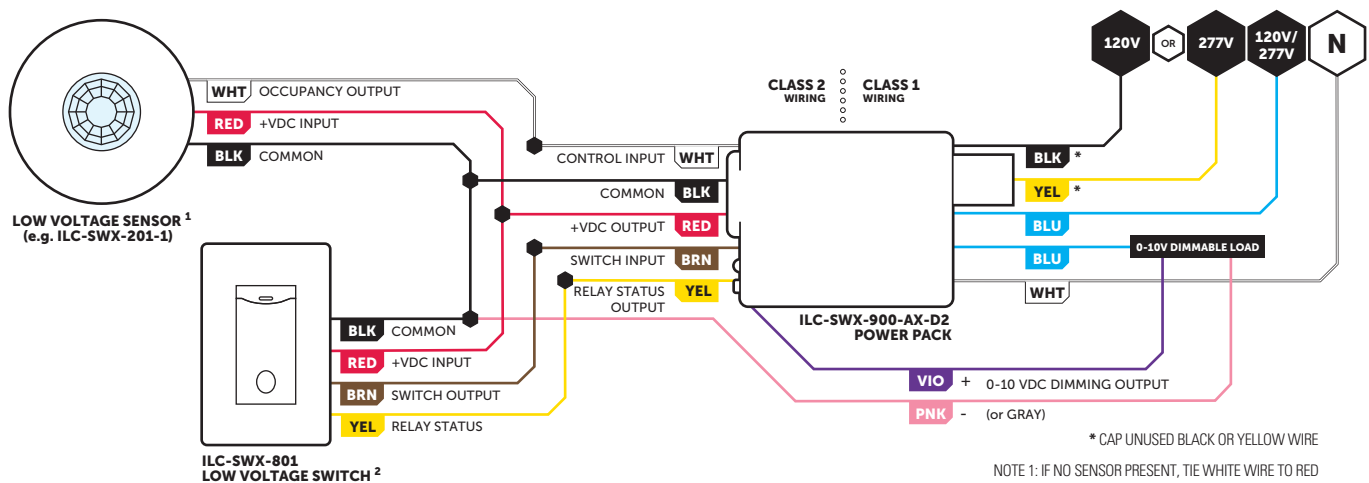 120V
OR
277V
120V/
277V
N
CLASS 2
WIRING
CLASS 1
WIRING
WHT OCCUPANCY OUTPUT
RED +VDC INPUT
BLK COMMON
LOW VOLTAGE SENSOR 1
(e.g. ILC-SWX-201-1)
CONTROL INPUT WHT
COMMON BLK
+VDC OUTPUT RED
SWITCH INPUT BRN
RELAY STATUS
OUTPUT
YEL
BLK *
YEL *
BLU
BLU
0-10V DIMMABLE LOAD
WHT
ILC-SWX-900-AX-D2
POWER PACK
BLK COMMON
RED +VDC INPUT
BRN SWITCH OUTPUT
YEL RELAY STATUS
ILC-SWX-801
LOW VOLTAGE SWITCH 2
VIO + 0-10 VDC DIMMING OUTPUT
PNK - (or GRAY)
* CAP UNUSED BLACK OR YELLOW WIRE
NOTE 1: IF NO SENSOR PRESENT, TIE WHITE WIRE TO RED